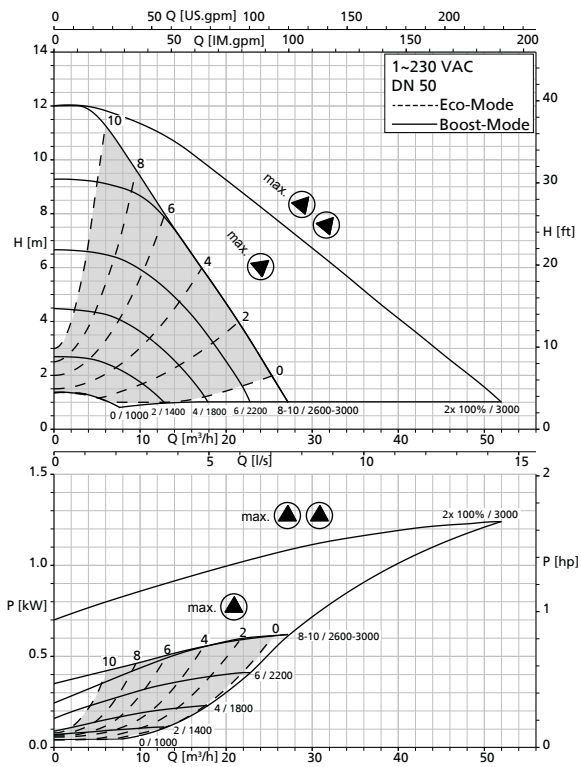 0 50 Q [US.gpm] 100 150 200
0 50 Q [IM.gpm] 100 150 200
1~230 VAC
DN 50
Eco-Mode
Boost-Mode
14
12
10
8
H [m]
6
4
2
0
40
30
H [ft]
20
10
0
10
8
6
4
2
0
max.
max.
0 / 1000
2 / 1400
4 / 1800
6 / 2200
8-10 / 2600-3000
2x 100% / 3000
0 10 Q [m³/h] 20 30 40 50
0 5 Q [l/s] 10 15
1.5
1.0
P [kW]
0.5
0.0
2
P [hp]
1
0
max.
max.
2x 100% / 3000
10
8
6
4
2
0
8-10 / 2600-3000
6 / 2200
4 / 1800
2 / 1400
0 / 1000
0 10 Q [m³/h] 20 30 40 50